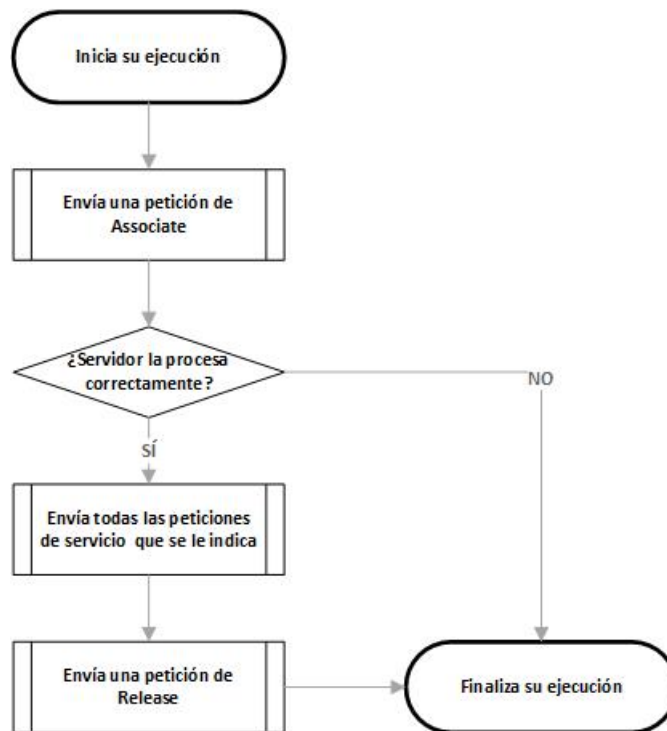 Inicia su ejecución
Envía una petición de
Associate
¿Servidor la procesa
correctamente?
NO
SÍ
Envía todas las peticiones
de servicio que se le indica
Envía una petición de
Release
Finaliza su ejecución